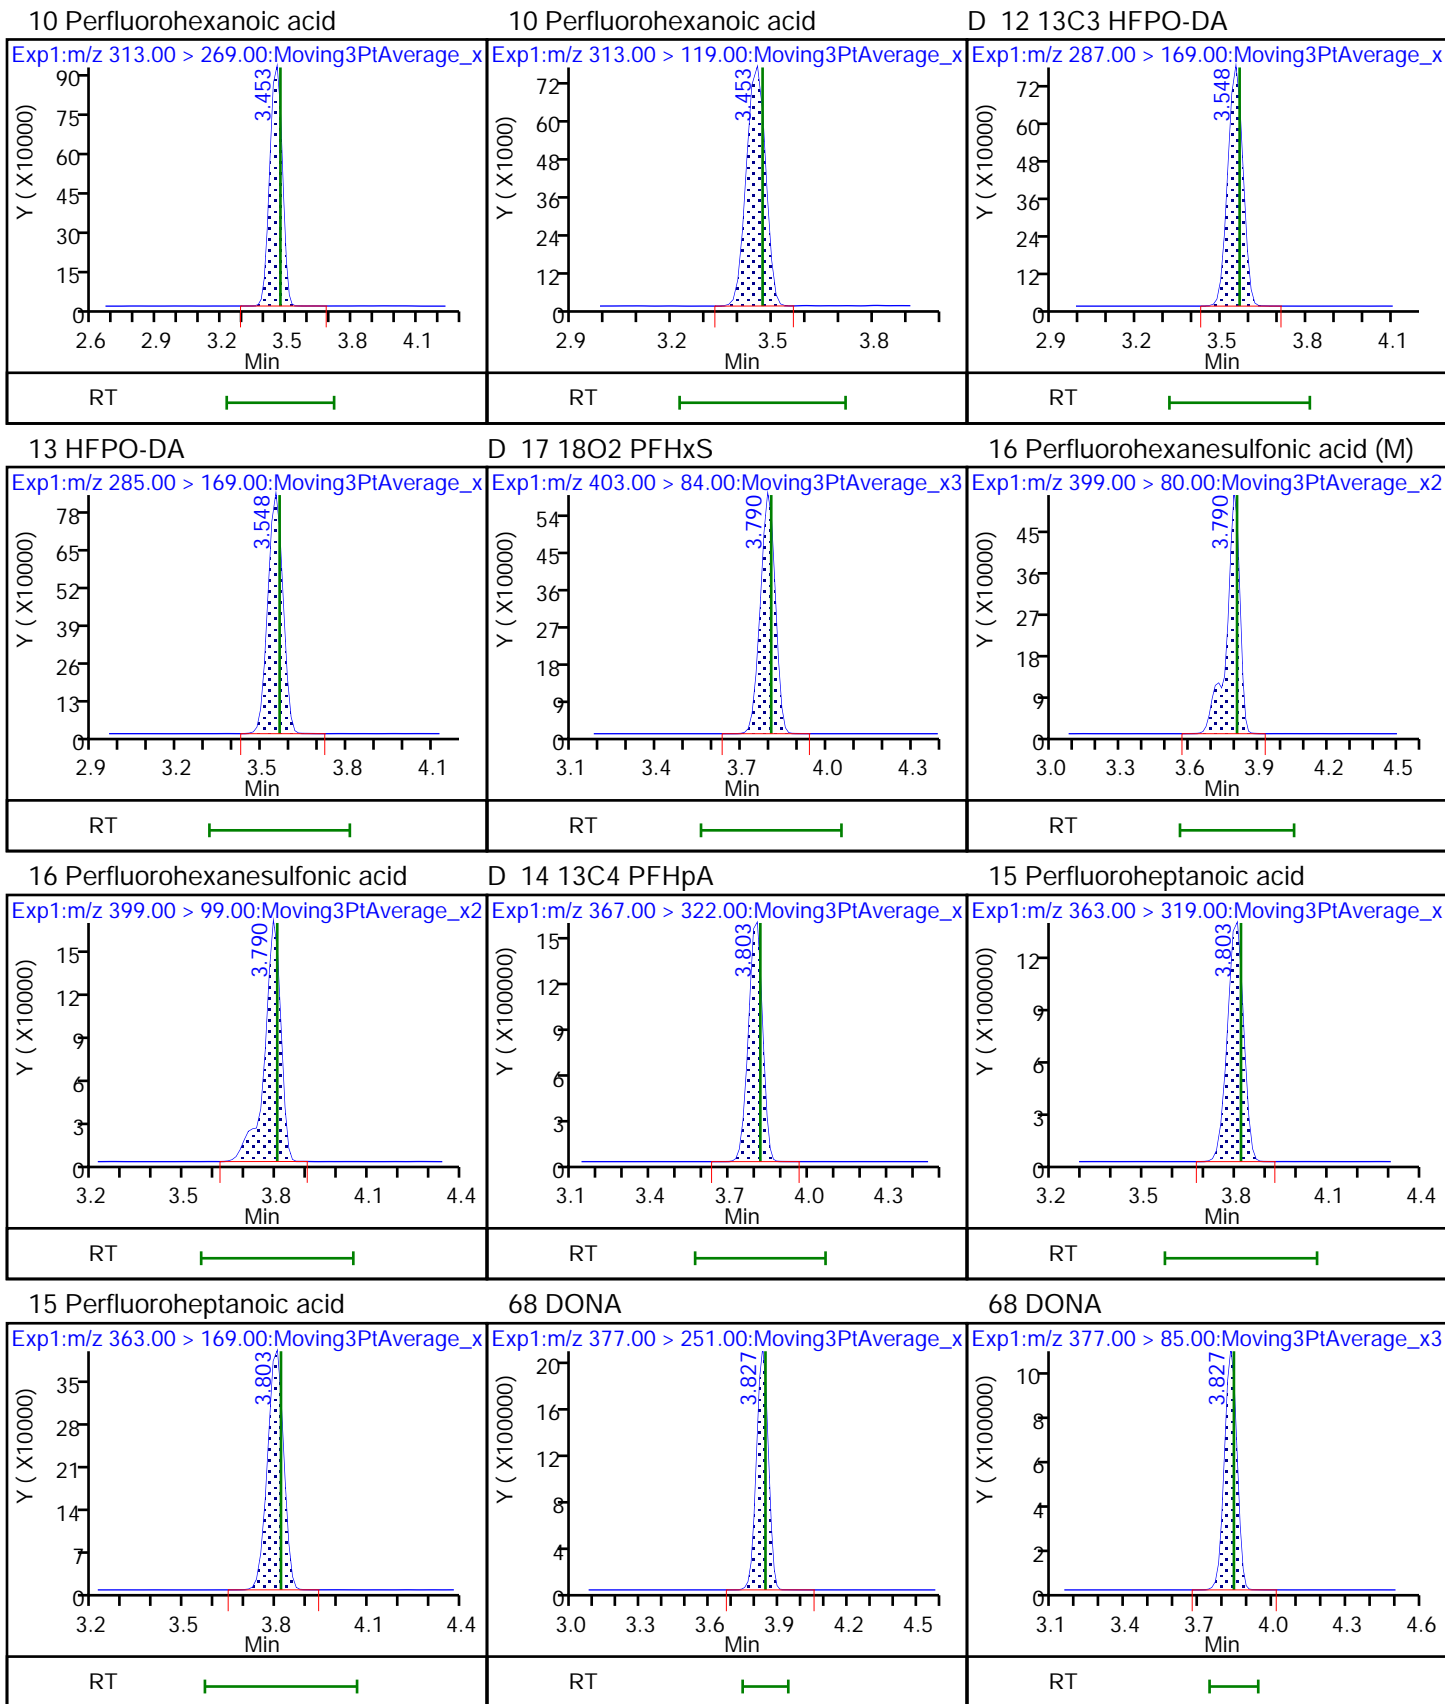 10 Perfluorohexanoic acid
Exp1:m/z 313.00 > 269.00:Moving3PtAverage_x
3.453
Y ( X10000)
90
75
60
45
30
15
0
2.6 2.9 3.2 3.5 3.8 4.1
Min
RT
10 Perfluorohexanoic acid
Exp1:m/z 313.00 > 119.00:Moving3PtAverage_x
3.453
Y ( X1000)
72
60
48
36
24
12
0
2.9 3.2 3.5 3.8
Min
RT
D 12 13C3 HFPO-DA
Exp1:m/z 287.00 > 169.00:Moving3PtAverage_x
3.548
Y ( X10000)
72
60
48
36
24
12
0
2.9 3.2 3.5 3.8 4.1
Min
RT
13 HFPO-DA
Exp1:m/z 285.00 > 169.00:Moving3PtAverage_x
3.548
Y ( X10000)
78
65
52
39
26
13
0
2.9 3.2 3.5 3.8 4.1
Min
RT
D 17 18O2 PFHxS
Exp1:m/z 403.00 > 84.00:Moving3PtAverage_x3
3.790
Y ( X10000)
54
45
36
27
18
9
0
3.1 3.4 3.7 4.0 4.3
Min
RT
16 Perfluorohexanesulfonic acid (M)
Exp1:m/z 399.00 > 80.00:Moving3PtAverage_x2
3.790
Y ( X10000)
45
36
27
18
9
0
3.0 3.3 3.6 3.9 4.2 4.5
Min
RT
16 Perfluorohexanesulfonic acid
Exp1:m/z 399.00 > 99.00:Moving3PtAverage_x2
3.790
Y ( X10000)
15
12
9
6
3
0
3.2 3.5 3.8 4.1 4.4
Min
RT
D 14 13C4 PFHpA
Exp1:m/z 367.00 > 322.00:Moving3PtAverage_x
3.803
Y ( X100000)
15
12
9
6
3
0
3.1 3.4 3.7 4.0 4.3
Min
RT
15 Perfluoroheptanoic acid
Exp1:m/z 363.00 > 319.00:Moving3PtAverage_x
3.803
Y ( X100000)
12
9
6
3
0
3.2 3.5 3.8 4.1 4.4
Min
RT
15 Perfluoroheptanoic acid
Exp1:m/z 363.00 > 169.00:Moving3PtAverage_x
3.803
Y ( X10000)
35
28
21
14
7
0
3.2 3.5 3.8 4.1 4.4
Min
RT
68 DONA
Exp1:m/z 377.00 > 251.00:Moving3PtAverage_x
3.827
Y ( X100000)
20
16
12
8
4
0
3.0 3.3 3.6 3.9 4.2 4.5
Min
RT
68 DONA
Exp1:m/z 377.00 > 85.00:Moving3PtAverage_x3
3.827
Y ( X100000)
10
8
6
4
2
0
3.1 3.4 3.7 4.0 4.3 4.6
Min
RT